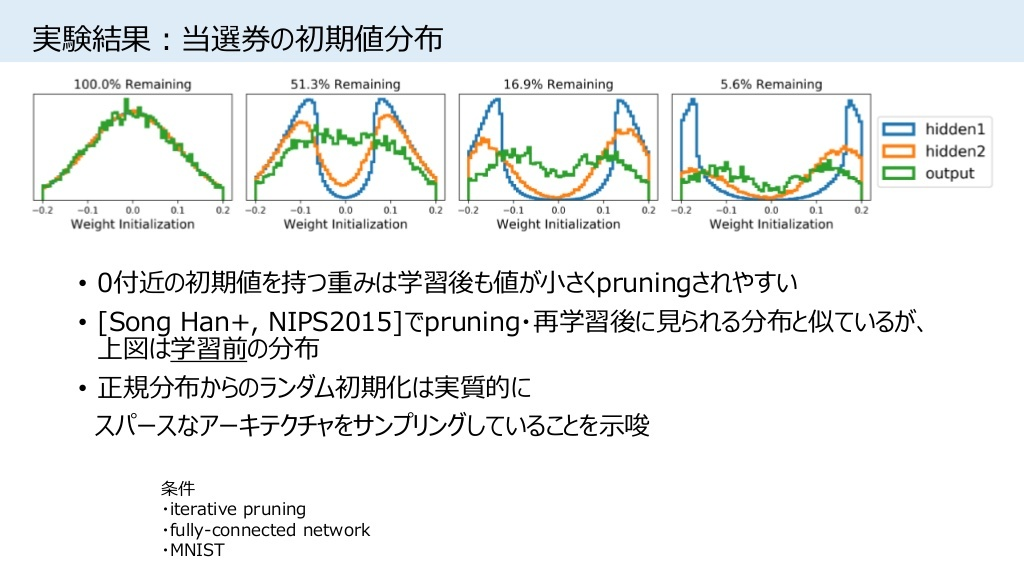 実験結果：当選券の初期値分布
100.0% Remaining
51.3% Remaining
16.9% Remaining
5.6% Remaining
−0.2 −0.1 0.0 0.1 0.2
−0.2 −0.1 0.0 0.1 0.2
−0.2 −0.1 0.0 0.1 0.2
−0.2 −0.1 0.0 0.1 0.2
Weight Initialization
Weight Initialization
Weight Initialization
Weight Initialization
hidden1
hidden2
output
• 0付近の初期値を持つ重みは学習後も値が小さくpruningされやすい
• [Song Han+, NIPS2015]でpruning・再学習後に見られる分布と似ているが、
上図は学習前の分布
• 正規分布からのランダム初期化は実質的に
スパースなアーキテクチャをサンプリングしていることを示唆
条件
・iterative pruning
・fully-connected network
・MNIST